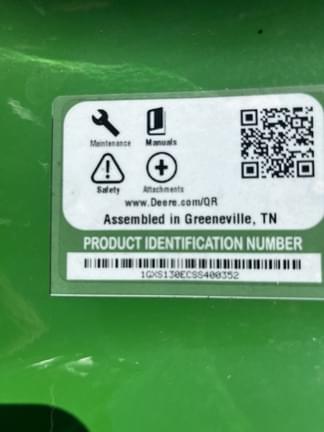 Maintenance Manuals
Safety Attachments
www.Deere.com/QR
Assembled in Greeneville, TN
PRODUCT IDENTIFICATION NUMBER
1GXS130ECSS400352